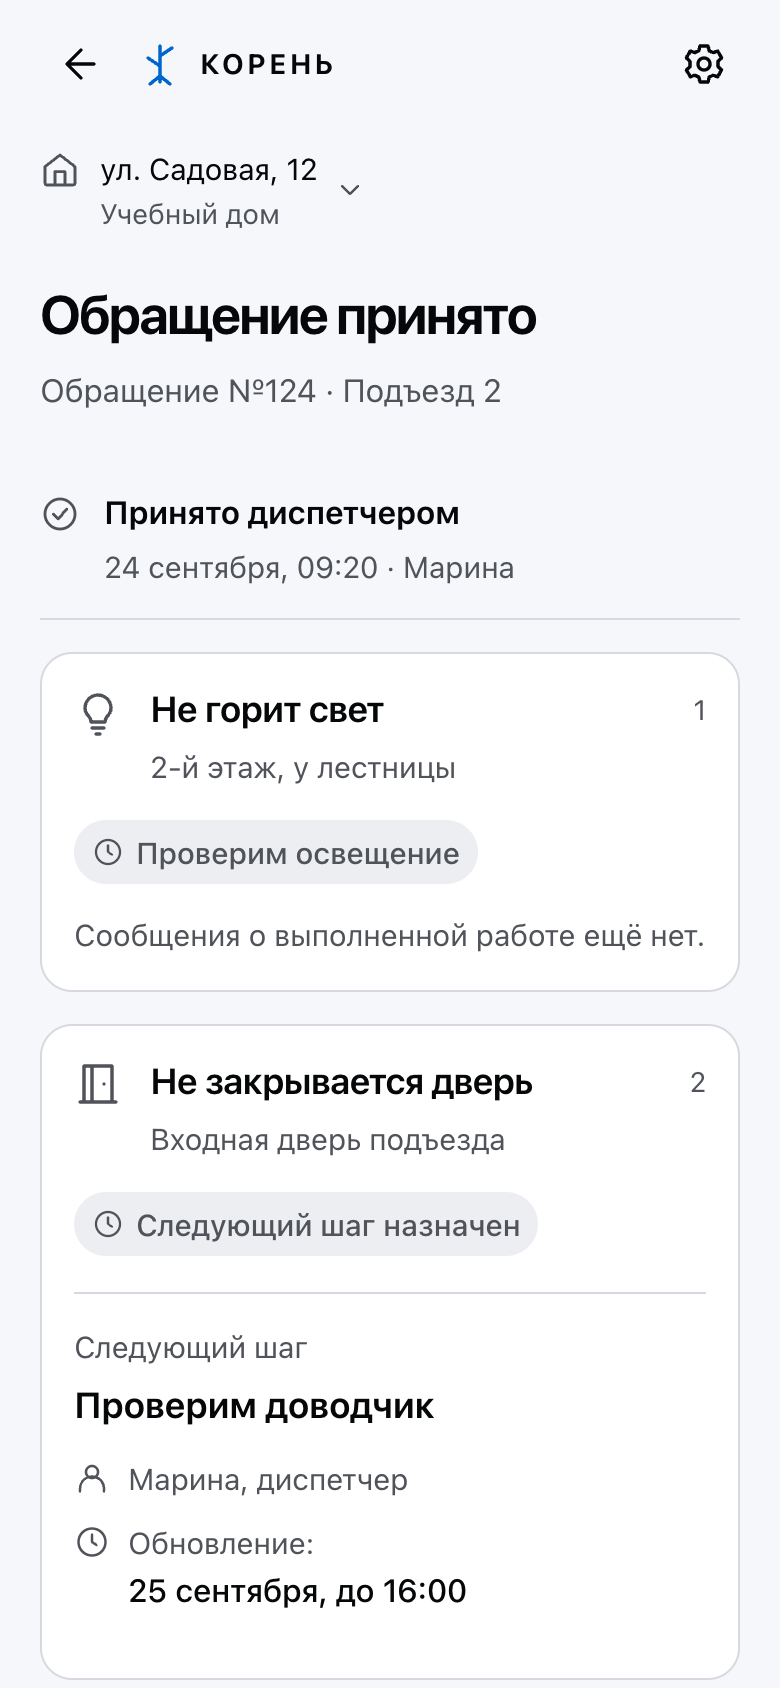 КОРЕНЬ
ул. Садовая, 12
Учебный дом
Обращение принято
Обращение №124 · Подъезд 2
Принято диспетчером
24 сентября, 09:20 · Марина
Не горит свет 1
2-й этаж, у лестницы
Проверим освещение
Сообщения о выполненной работе ещё нет.
Не закрывается дверь 2
Входная дверь подъезда
Следующий шаг назначен
Следующий шаг
Проверим доводчик
Марина, диспетчер
Обновление:
25 сентября, до 16:00